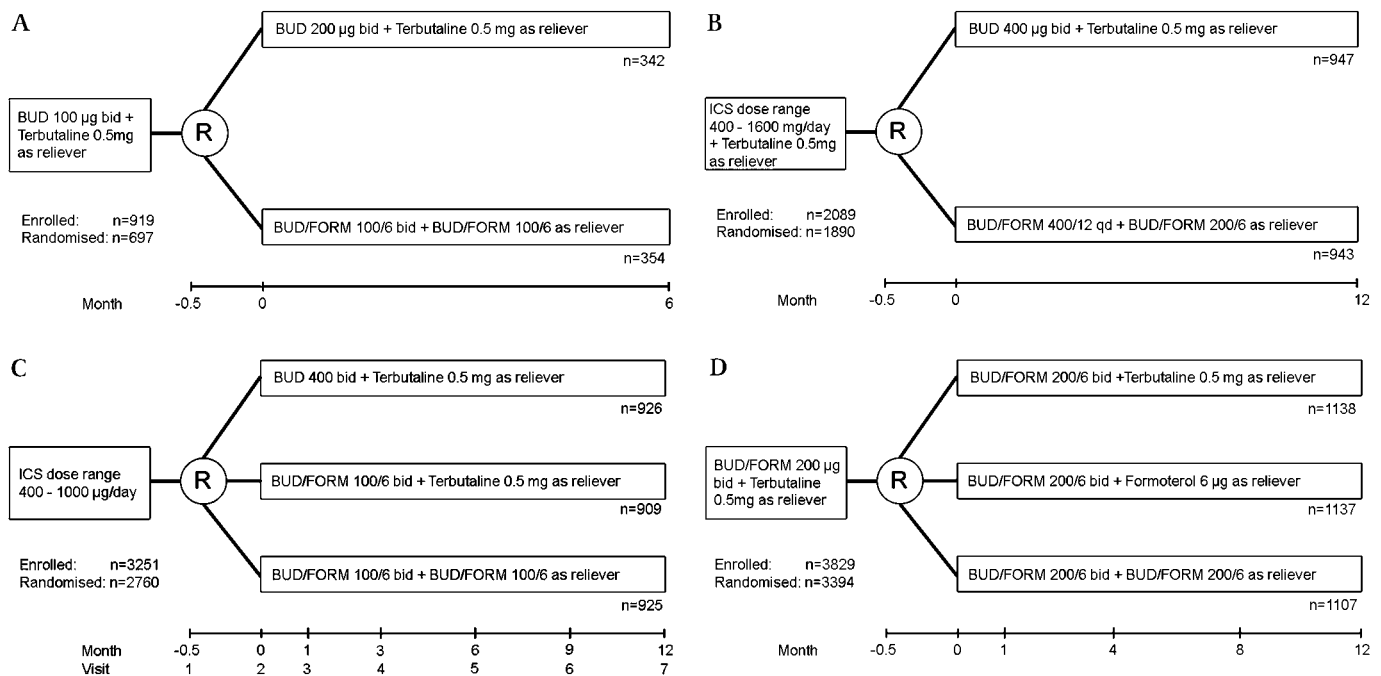 A
BUD 200 µg bid + Terbutaline 0.5 mg as reliever
n=342
BUD 100 µg bid +
Terbutaline 0.5mg
as reliever
R
Enrolled: n=919
Randomised: n=697
BUD/FORM 100/6 bid + BUD/FORM 100/6 as reliever
n=354
Month -0.5 0 6
B
BUD 400 µg bid + Terbutaline 0.5 mg as reliever
n=947
ICS dose range
400 - 1600 mg/day
+ Terbutaline 0.5mg
as reliever
R
Enrolled: n=2089
Randomised: n=1890
BUD/FORM 400/12 qd + BUD/FORM 200/6 as reliever
n=943
Month -0.5 0 12
C
BUD 400 bid + Terbutaline 0.5 mg as reliever
n=926
ICS dose range
400 - 1000 µg/day
R
BUD/FORM 100/6 bid + Terbutaline 0.5 mg as reliever
n=909
Enrolled: n=3251
Randomised: n=2760
BUD/FORM 100/6 bid + BUD/FORM 100/6 as reliever
n=925
Month -0.5 0 1 3 6 9 12
Visit 1 2 3 4 5 6 7
D
BUD/FORM 200/6 bid +Terbutaline 0.5 mg as reliever
n=1138
BUD/FORM 200 µg
bid + Terbutaline
0.5mg as reliever
R
BUD/FORM 200/6 bid + Formoterol 6 µg as reliever
n=1137
Enrolled: n=3829
Randomised: n=3394
BUD/FORM 200/6 bid + BUD/FORM 200/6 as reliever
n=1107
Month -0.5 0 1 4 8 12